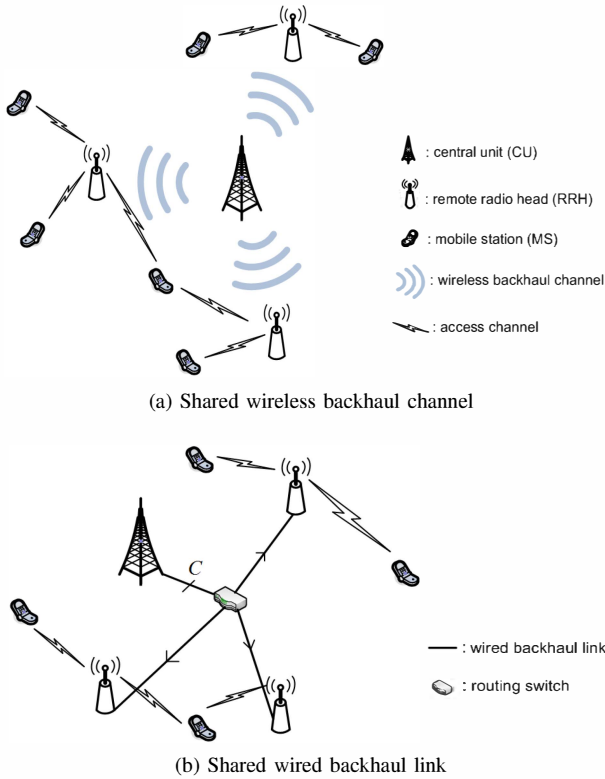 : central unit (CU)
: remote radio head (RRH)
: mobile station (MS)
: wireless backhaul channel
: access channel
(a) Shared wireless backhaul channel
C
: wired backhaul link
: routing switch
(b) Shared wired backhaul link